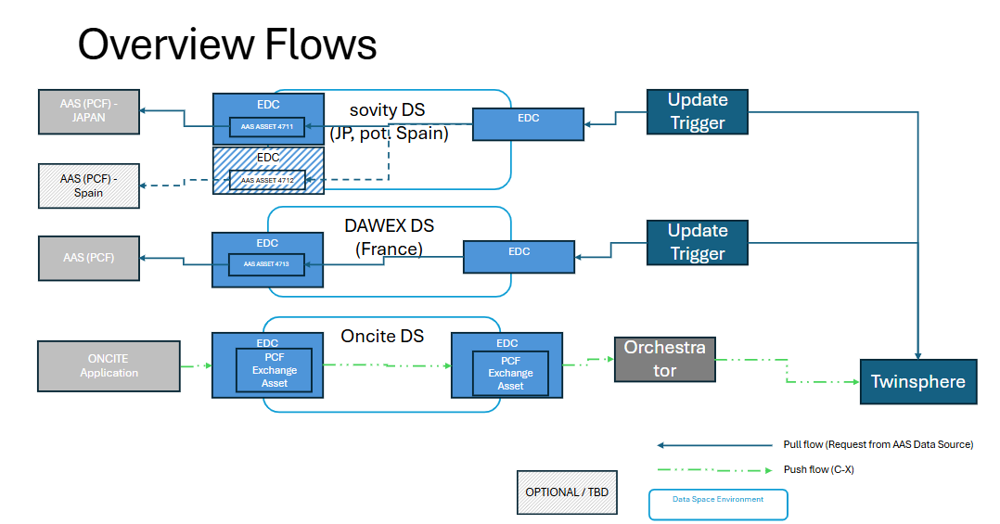 Overview Flows
AAS (PCF) -
JAPAN
EDC
AAS ASSET 4711
sovity DS
(JP, pot. Spain)
EDC
Update
Trigger
AAS (PCF) -
Spain
EDC
AAS ASSET 4712
AAS (PCF)
EDC
AAS ASSET 4713
DAWEX DS
(France)
EDC
Update
Trigger
ONCITE
Application
EDC
PCF
Exchange
Asset
Oncite DS
EDC
PCF
Exchange
Asset
Orchestra
tor
Twinsphere
Pull flow (Request from AAS Data Source)
Push flow (C-X)
OPTIONAL / TBD
Data Space Environment